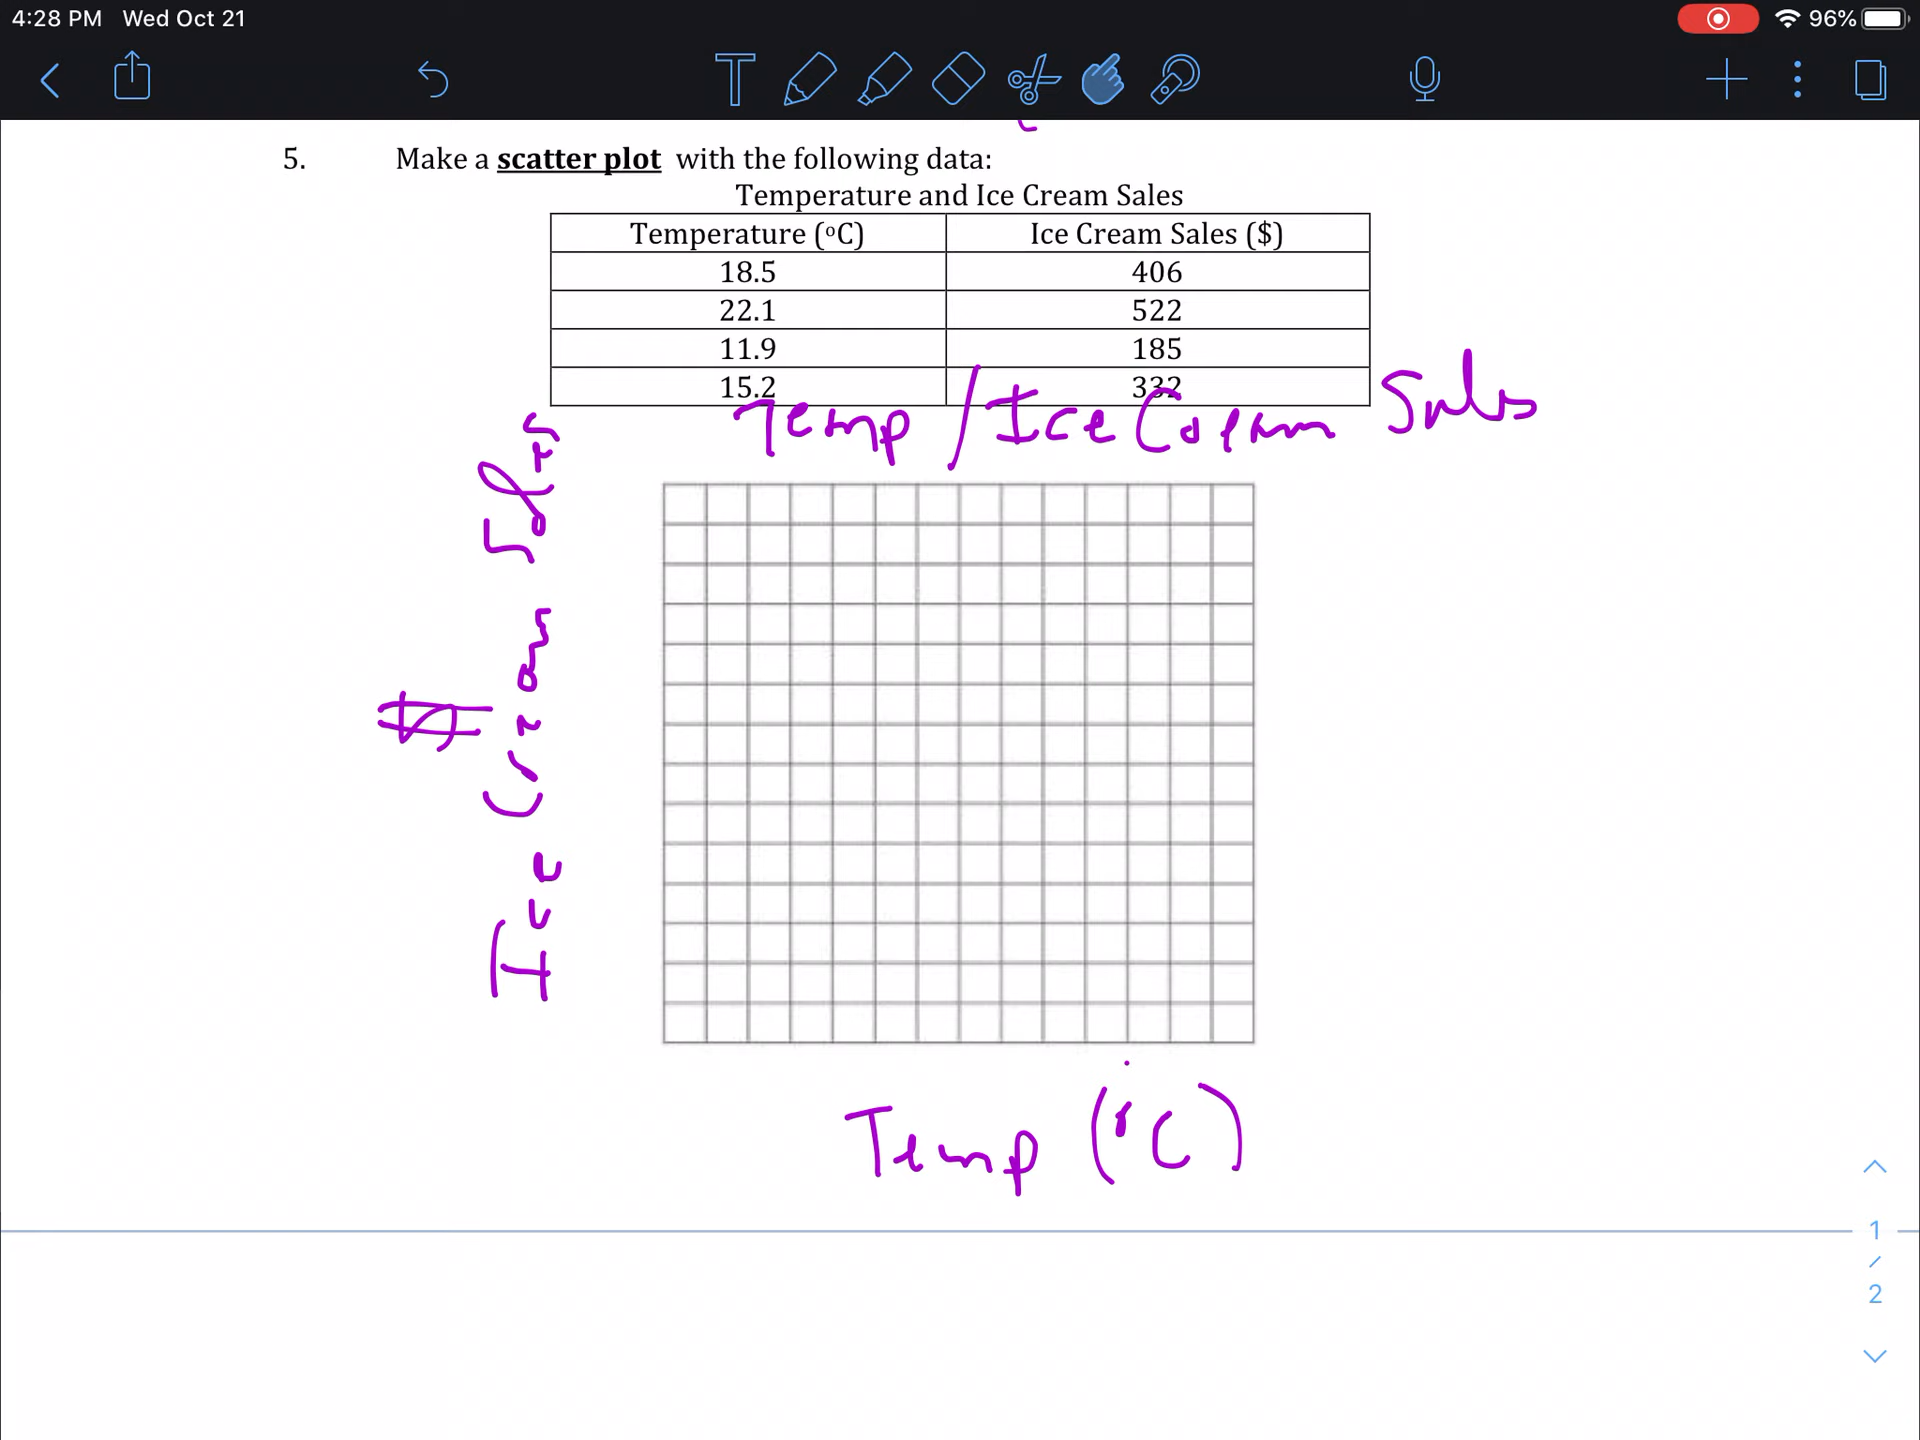 4:28 PM Wed Oct 21
96%
5. Make a scatter plot with the following data:
Temperature and Ice Cream Sales
Temperature (ºC) Ice Cream Sales ($)
18.5 406
22.1 522
11.9 185
15.2 332
Temp / Ice Cream Sales
$
Ice Cream Sales
Temp (°C)
1
/
2